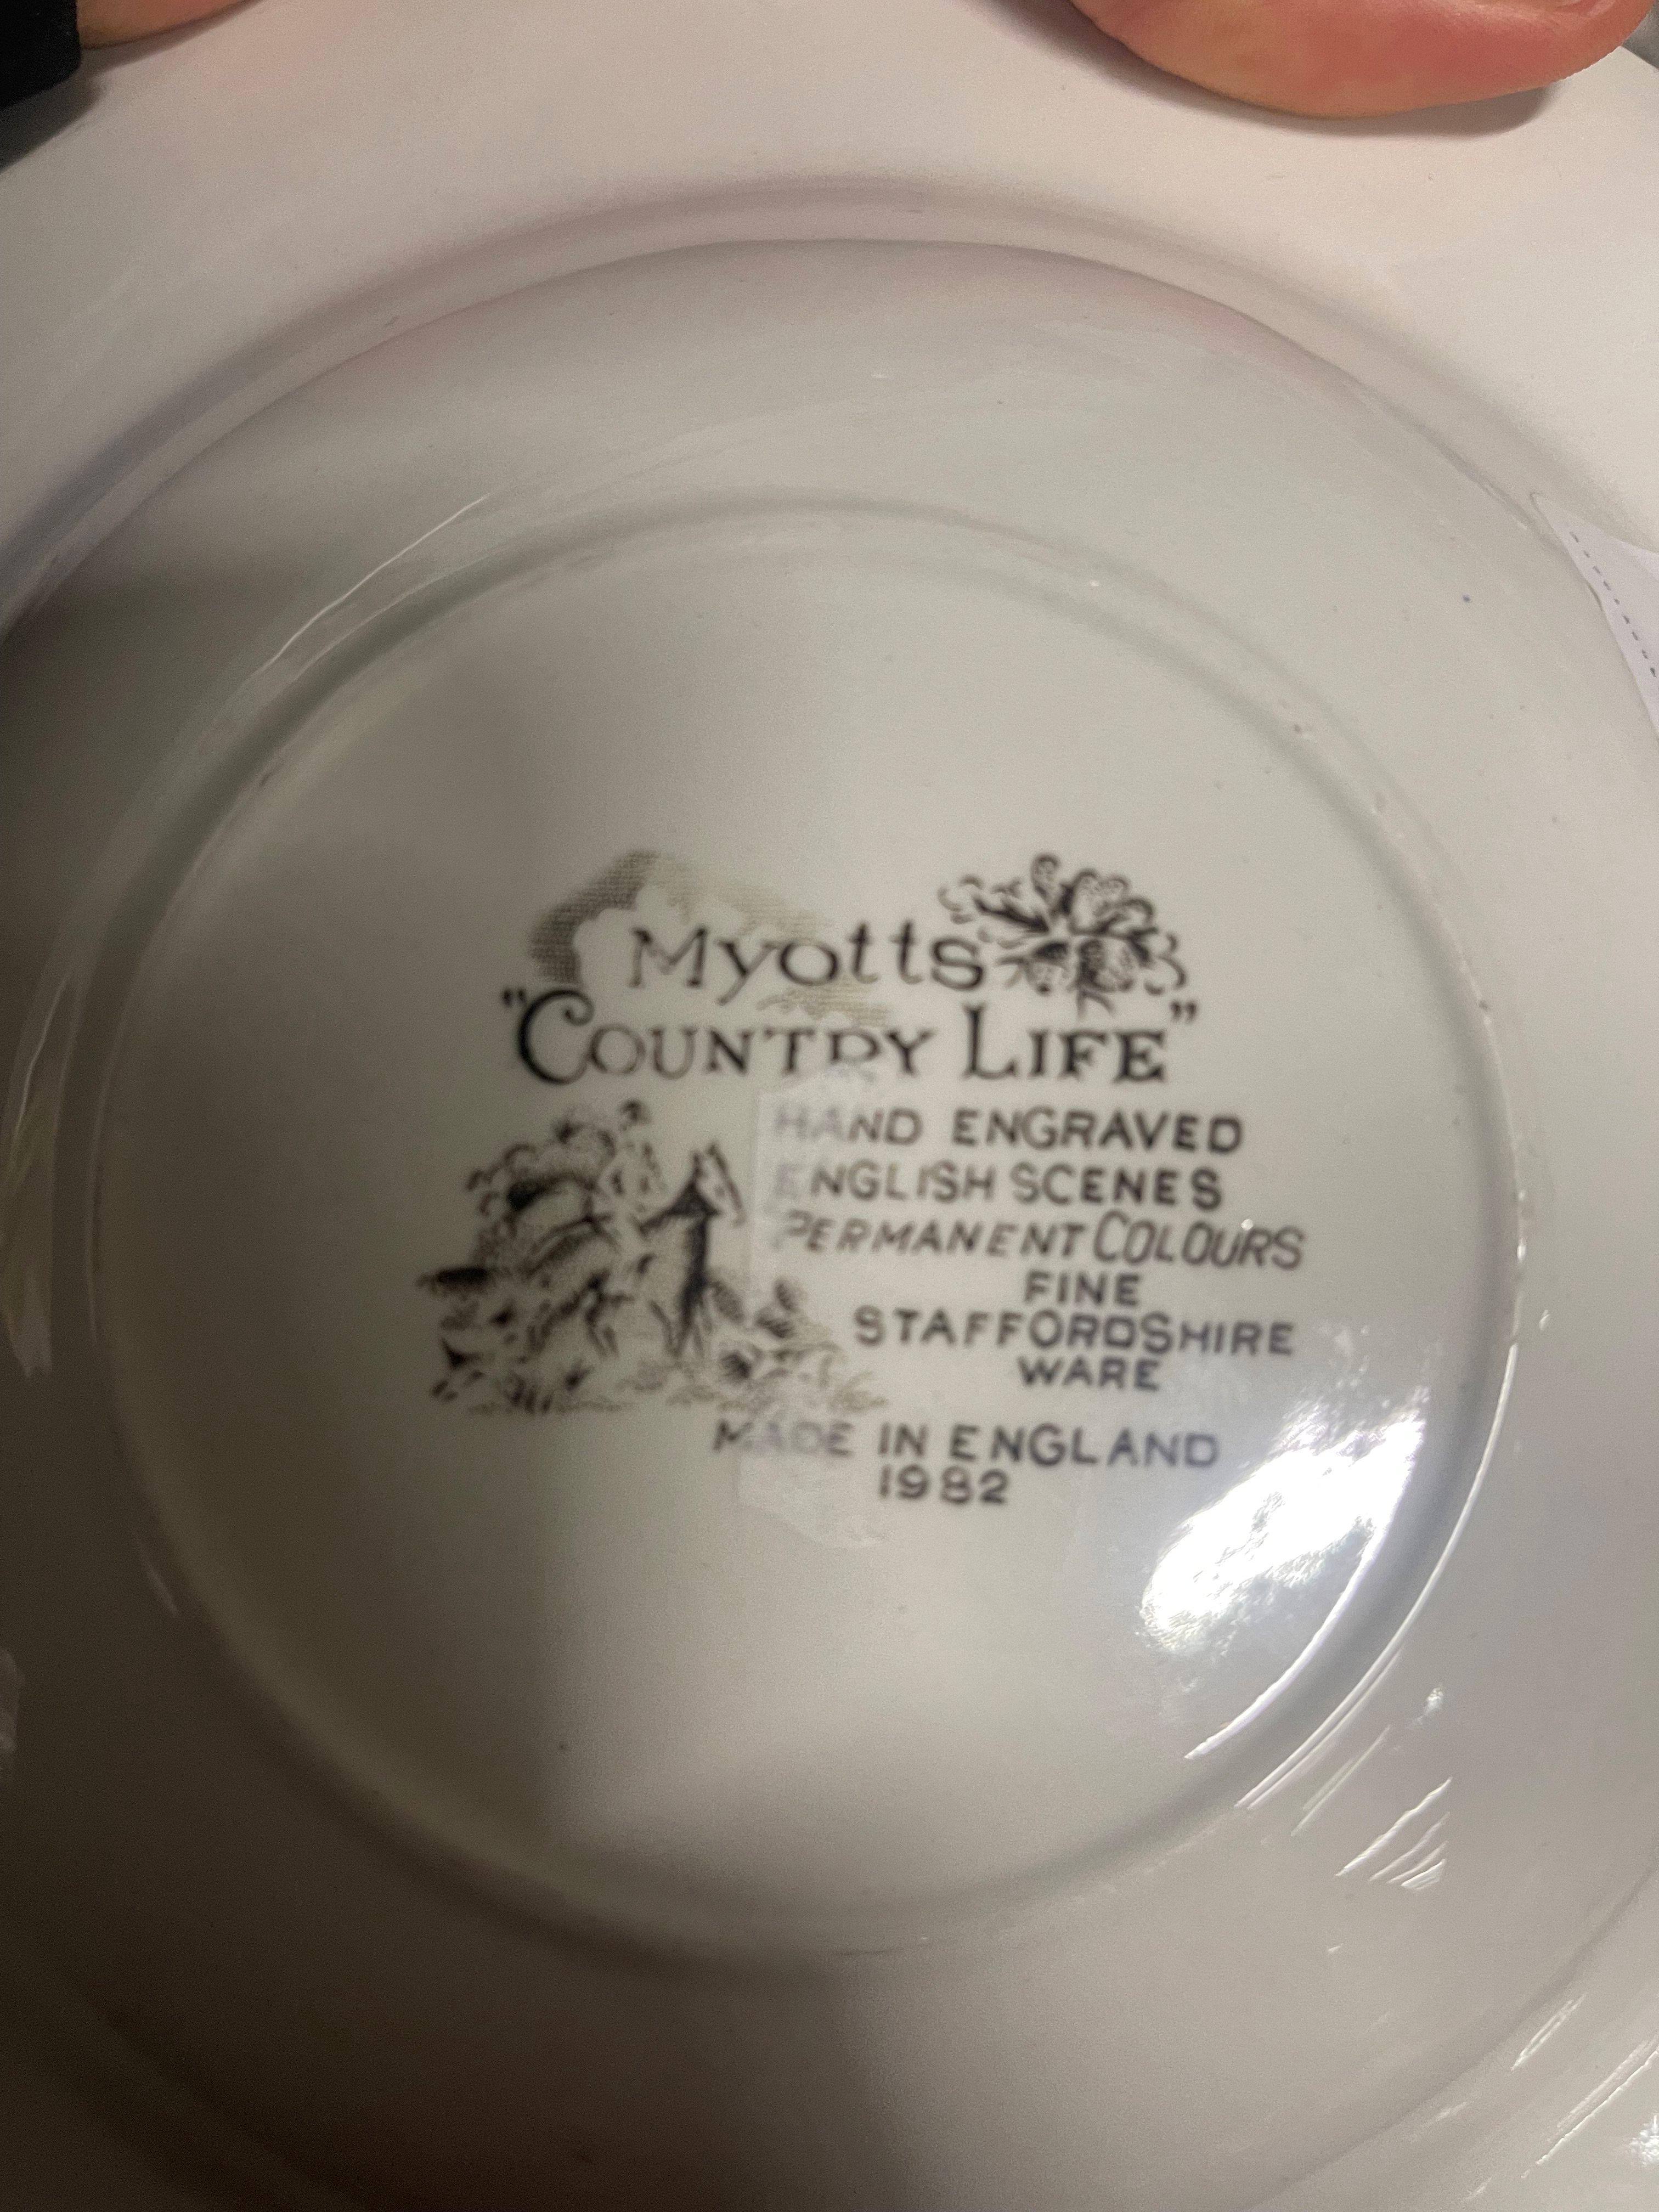 Myotts
"COUNTRY LIFE"
HAND ENGRAVED
ENGLISH SCENES
PERMANENT COLOURS
FINE
STAFFORDSHIRE
WARE
MADE IN ENGLAND
1982